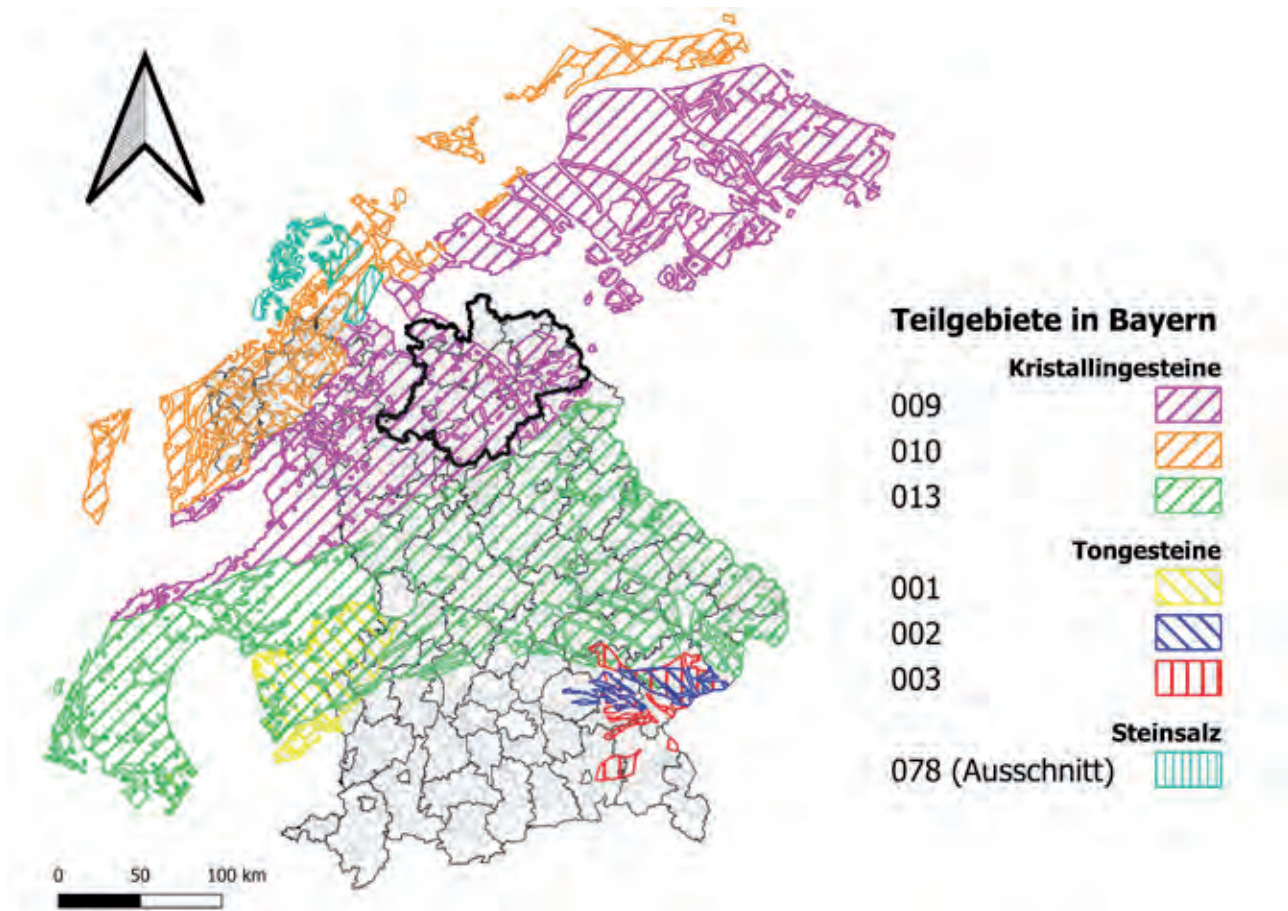 Teilgebiete in Bayern
Kristallingesteine
009
010
013
Tongesteine
001
002
003
Steinsalz
078 (Ausschnitt)
0 50 100 km